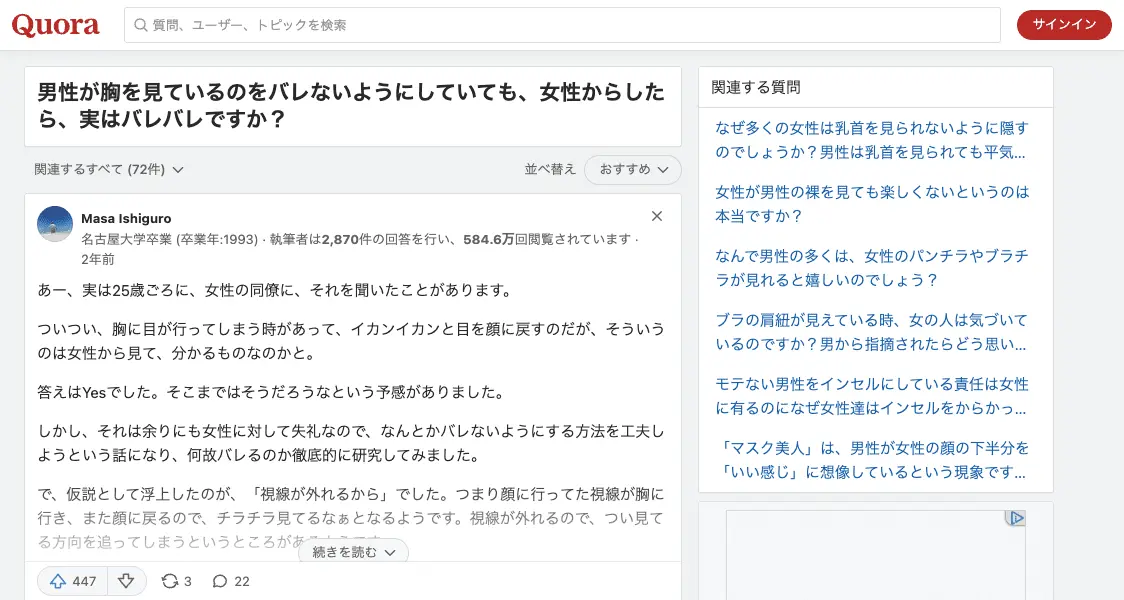 Quora
質問、ユーザー、トピックを検索
サインイン
男性が胸を見ているのをバレないようにしていても、女性からした
ら、実はバレバレですか？
関連するすべて (72件)
並べ替え
おすすめ
Masa Ishiguro
名古屋大学卒業 (卒業年:1993) · 執筆者は2,870件の回答を行い、584.6万回閲覧されています ·
2年前
あー、実は25歳ごろに、女性の同僚に、それを聞いたことがあります。
ついつい、胸に目が行ってしまう時があって、イカンイカンと目を顔に戻すのだが、そういう
のは女性から見て、分かるものなのかと。
答えはYesでした。そこまではそうだろうなという予感がありました。
しかし、それは余りにも女性に対して失礼なので、なんとかバレないようにする方法を工夫し
ようという話になり、何故バレるのか徹底的に研究してみました。
で、仮説として浮上したのが、「視線が外れるから」でした。つまり顔に行ってた視線が胸に
行き、また顔に戻るので、チラチラ見てるなぁとなるようです。視線が外れるので、つい見て
る方向を追ってしまうというところが
続きを読む
447
3
22
関連する質問
なぜ多くの女性は乳首を見られないように隠す
のでしょうか？男性は乳首を見られても平気...
女性が男性の裸を見ても楽しくないというのは
本当ですか？
なんで男性の多くは、女性のパンチラやブラチ
ラが見れると嬉しいのでしょう？
ブラの肩紐が見えている時、女の人は気づいて
いるのですか？男から指摘されたらどう思い...
モテない男性をインセルにしている責任は女性
に有るのになぜ女性達はインセルをからかっ...
「マスク美人」は、男性が女性の顔の下半分を
「いい感じ」に想像しているという現象です...